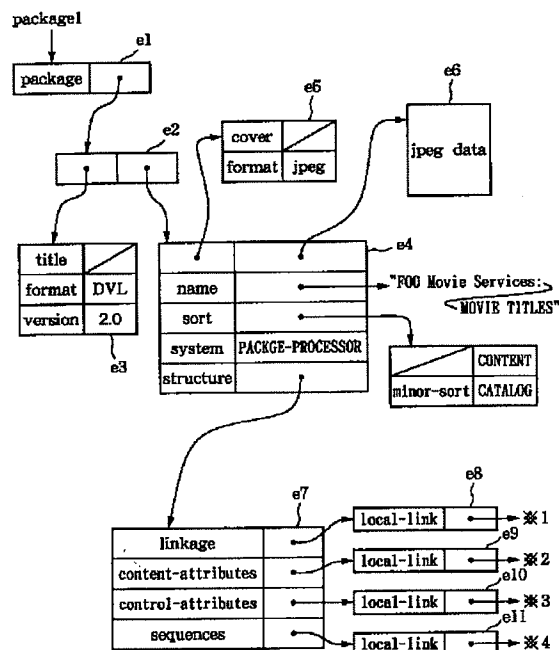 package1
e1
package
e2
e5
cover
format jpeg
e6
jpeg data
title
format DVL
version 2.0
e3
e4
name
"FOO Movie Services:
MOVIE TITLES"
sort
system PACKGE-PROCESSOR
structure
CONTENT
minor-sort CATALOG
e7
linkage
content-attributes
control-attributes
sequences
e8
local-link ※1
e9
local-link ※2
e10
local-link ※3
e11
local-link ※4